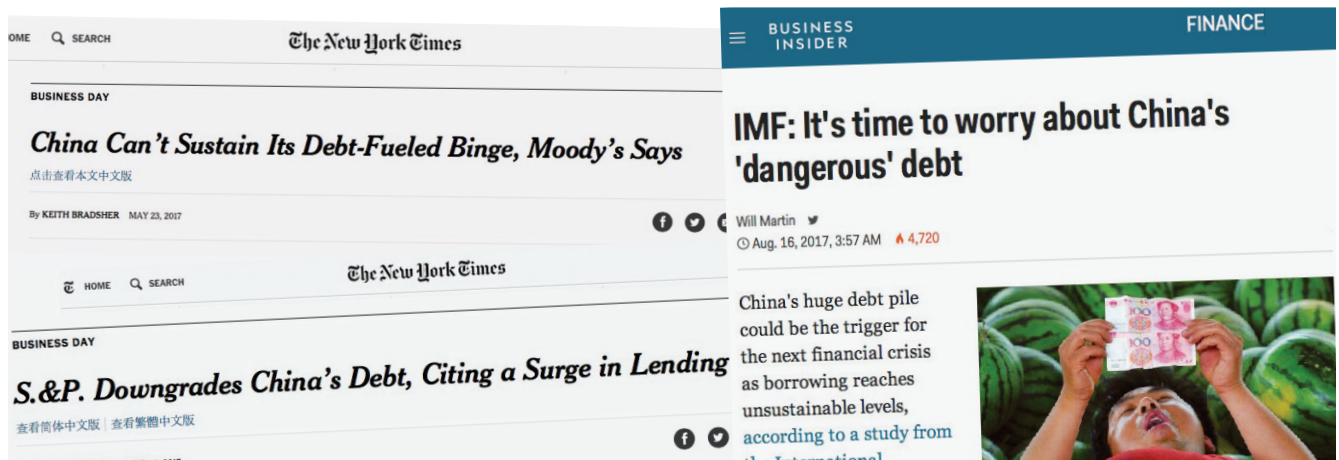 OME SEARCH The New York Times
BUSINESS DAY
China Can't Sustain Its Debt-Fueled Binge, Moody's Says
点击查看本文中文版
By KEITH BRADSHER MAY 23, 2017
HOME SEARCH The New York Times
BUSINESS DAY
S.&P. Downgrades China's Debt, Citing a Surge in Lending
查看简体中文版 | 查看繁體中文版
BUSINESS
INSIDER
FINANCE
IMF: It's time to worry about China's
'dangerous' debt
Will Martin
Aug. 16, 2017, 3:57 AM 4,720
China's huge debt pile
could be the trigger for
the next financial crisis
as borrowing reaches
unsustainable levels,
according to a study from
the International
100
100